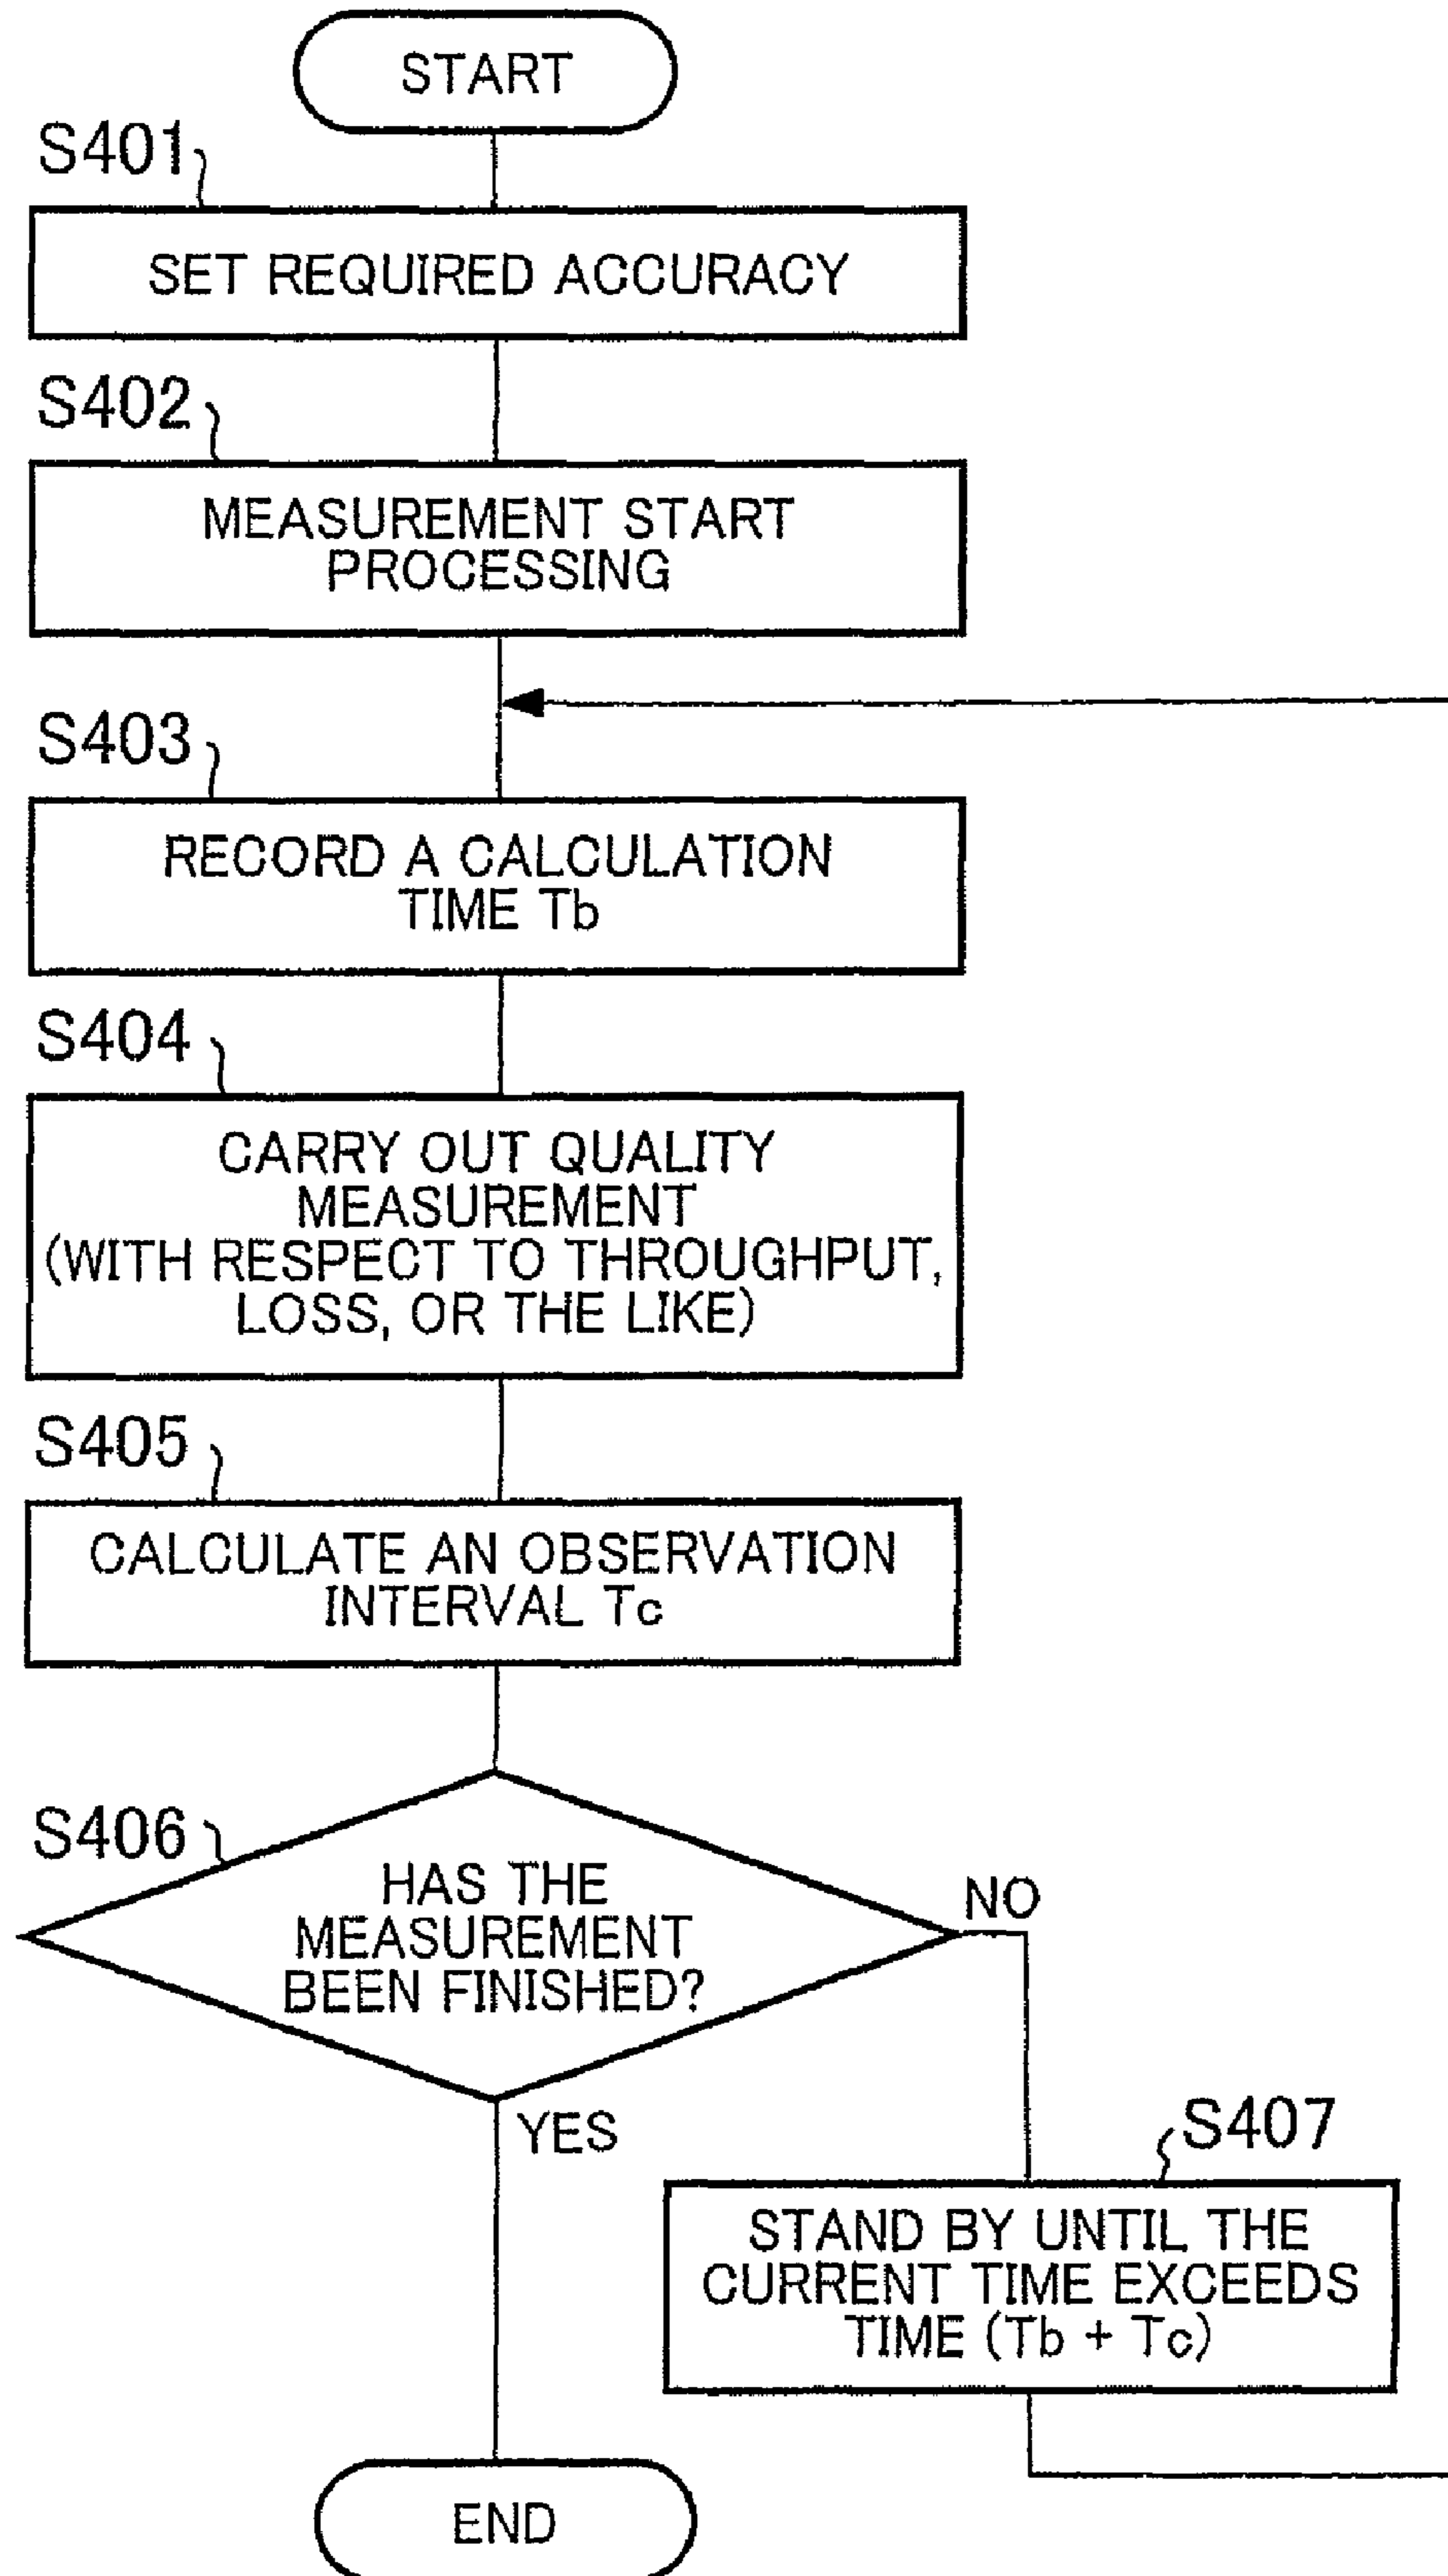 START
S401
SET REQUIRED ACCURACY
S402
MEASUREMENT START
PROCESSING
S403
RECORD A CALCULATION
TIME Tb
S404
CARRY OUT QUALITY
MEASUREMENT
(WITH RESPECT TO THROUGHPUT,
LOSS, OR THE LIKE)
S405
CALCULATE AN OBSERVATION
INTERVAL Tc
S406
HAS THE
MEASUREMENT
BEEN FINISHED?
NO
YES
S407
STAND BY UNTIL THE
CURRENT TIME EXCEEDS
TIME (Tb + Tc)
END